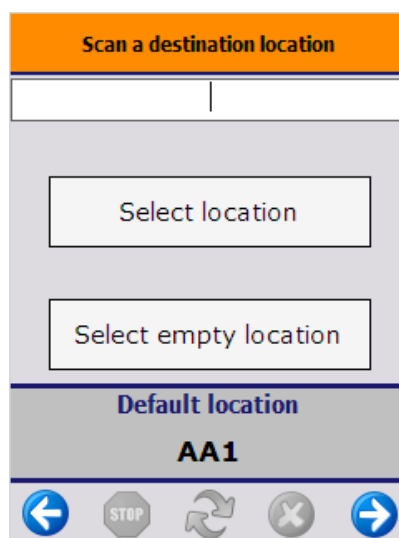 Scan a destination location
Select location
Select empty location
Default location
AA1
STOP